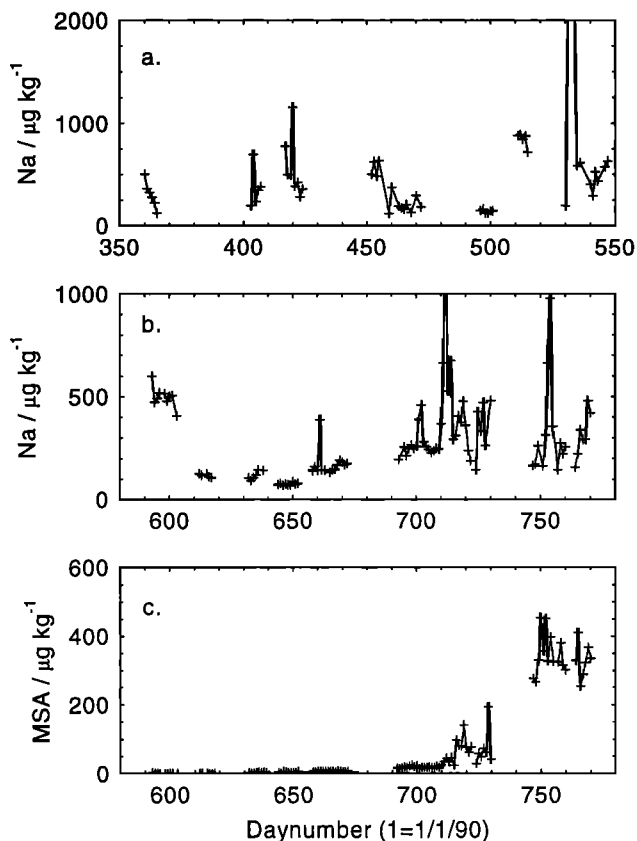 2000
a.
Na / μg kg⁻¹
1000
0
350 400 450 500 550
1000
b.
Na / μg kg⁻¹
500
0
600 650 700 750
600
c.
MSA / μg kg⁻¹
400
200
0
600 650 700 750
Daynumber (1=1/1/90)